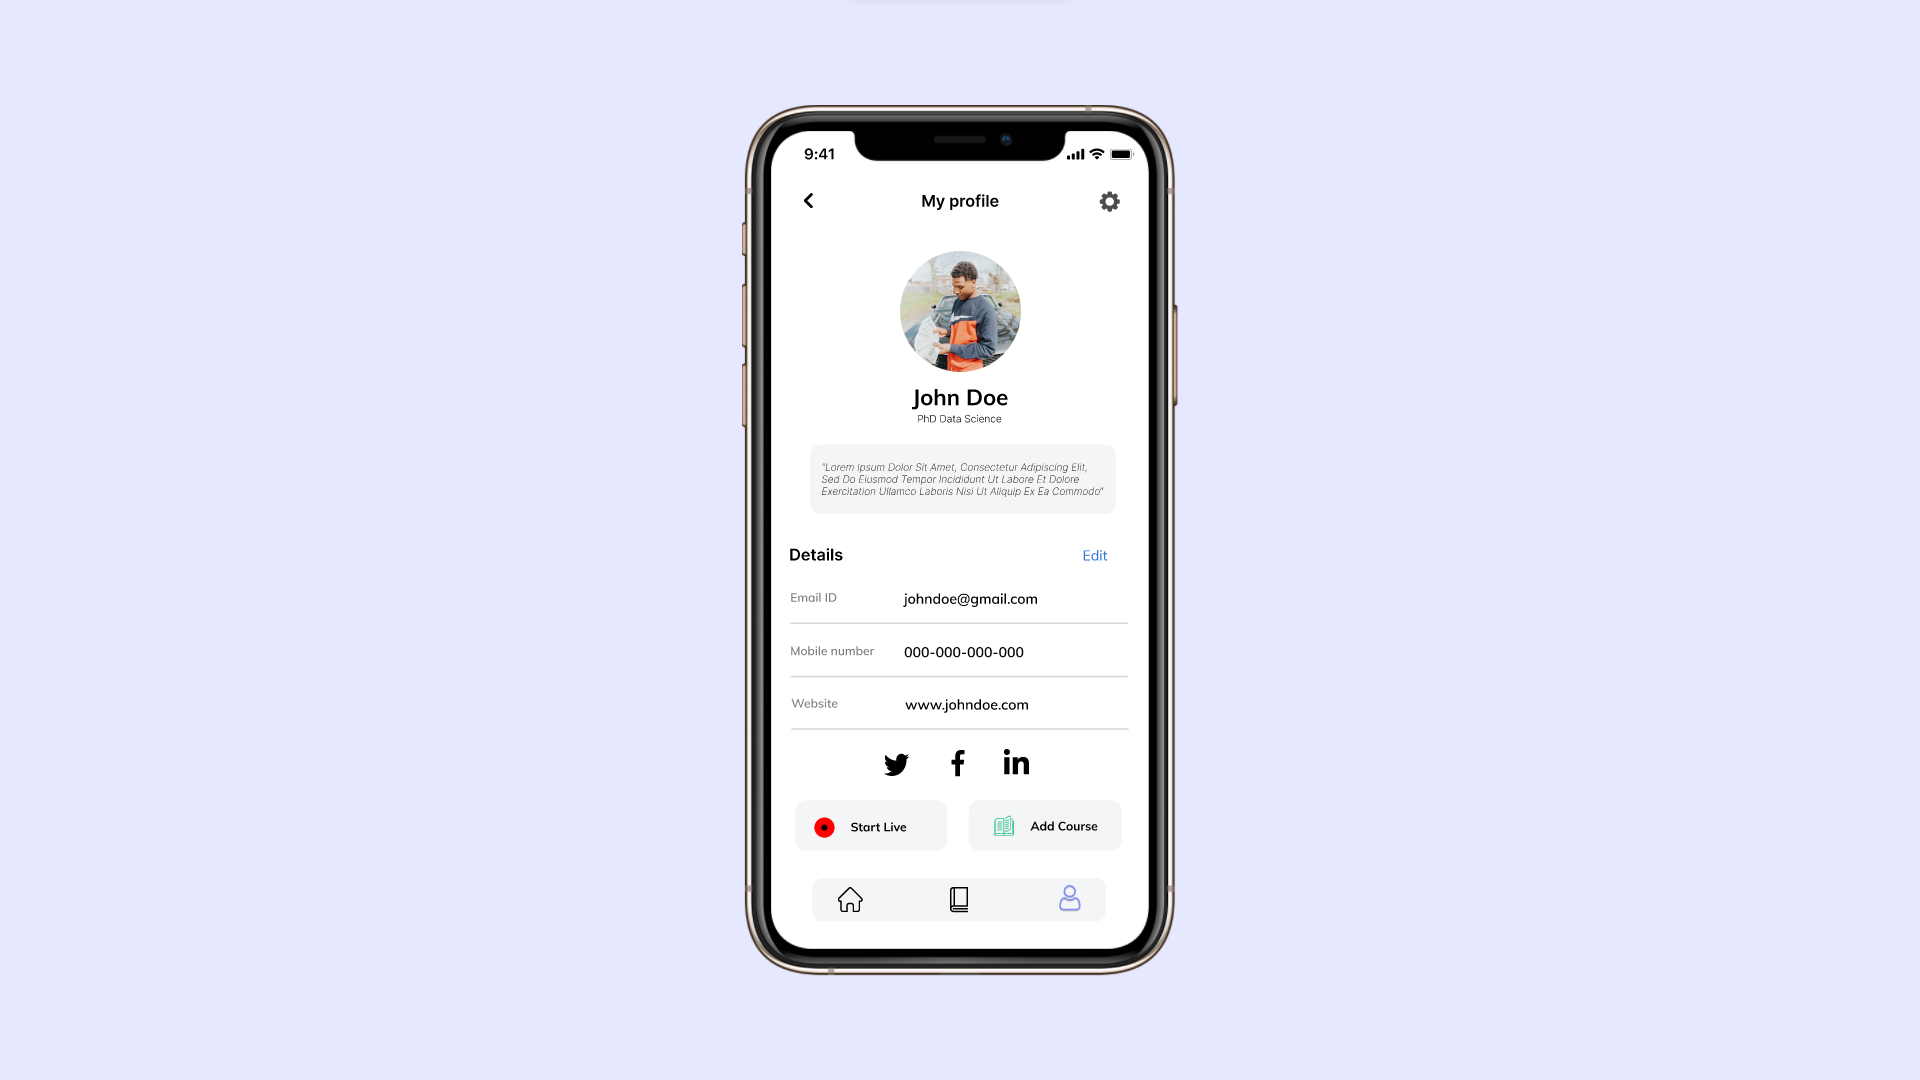 9:41
My profile
John Doe
PhD Data Science
"Lorem Ipsum Dolor Sit Amet, Consectetur Adipiscing Elit,
Sed Do Eiusmod Tempor Incididunt Ut Labore Et Dolore
Exercitation Ullamco Laboris Nisi Ut Aliquip Ex Ea Commodo"
Details Edit
Email ID johndoe@gmail.com
Mobile number 000-000-000-000
Website www.johndoe.com
Start Live Add Course